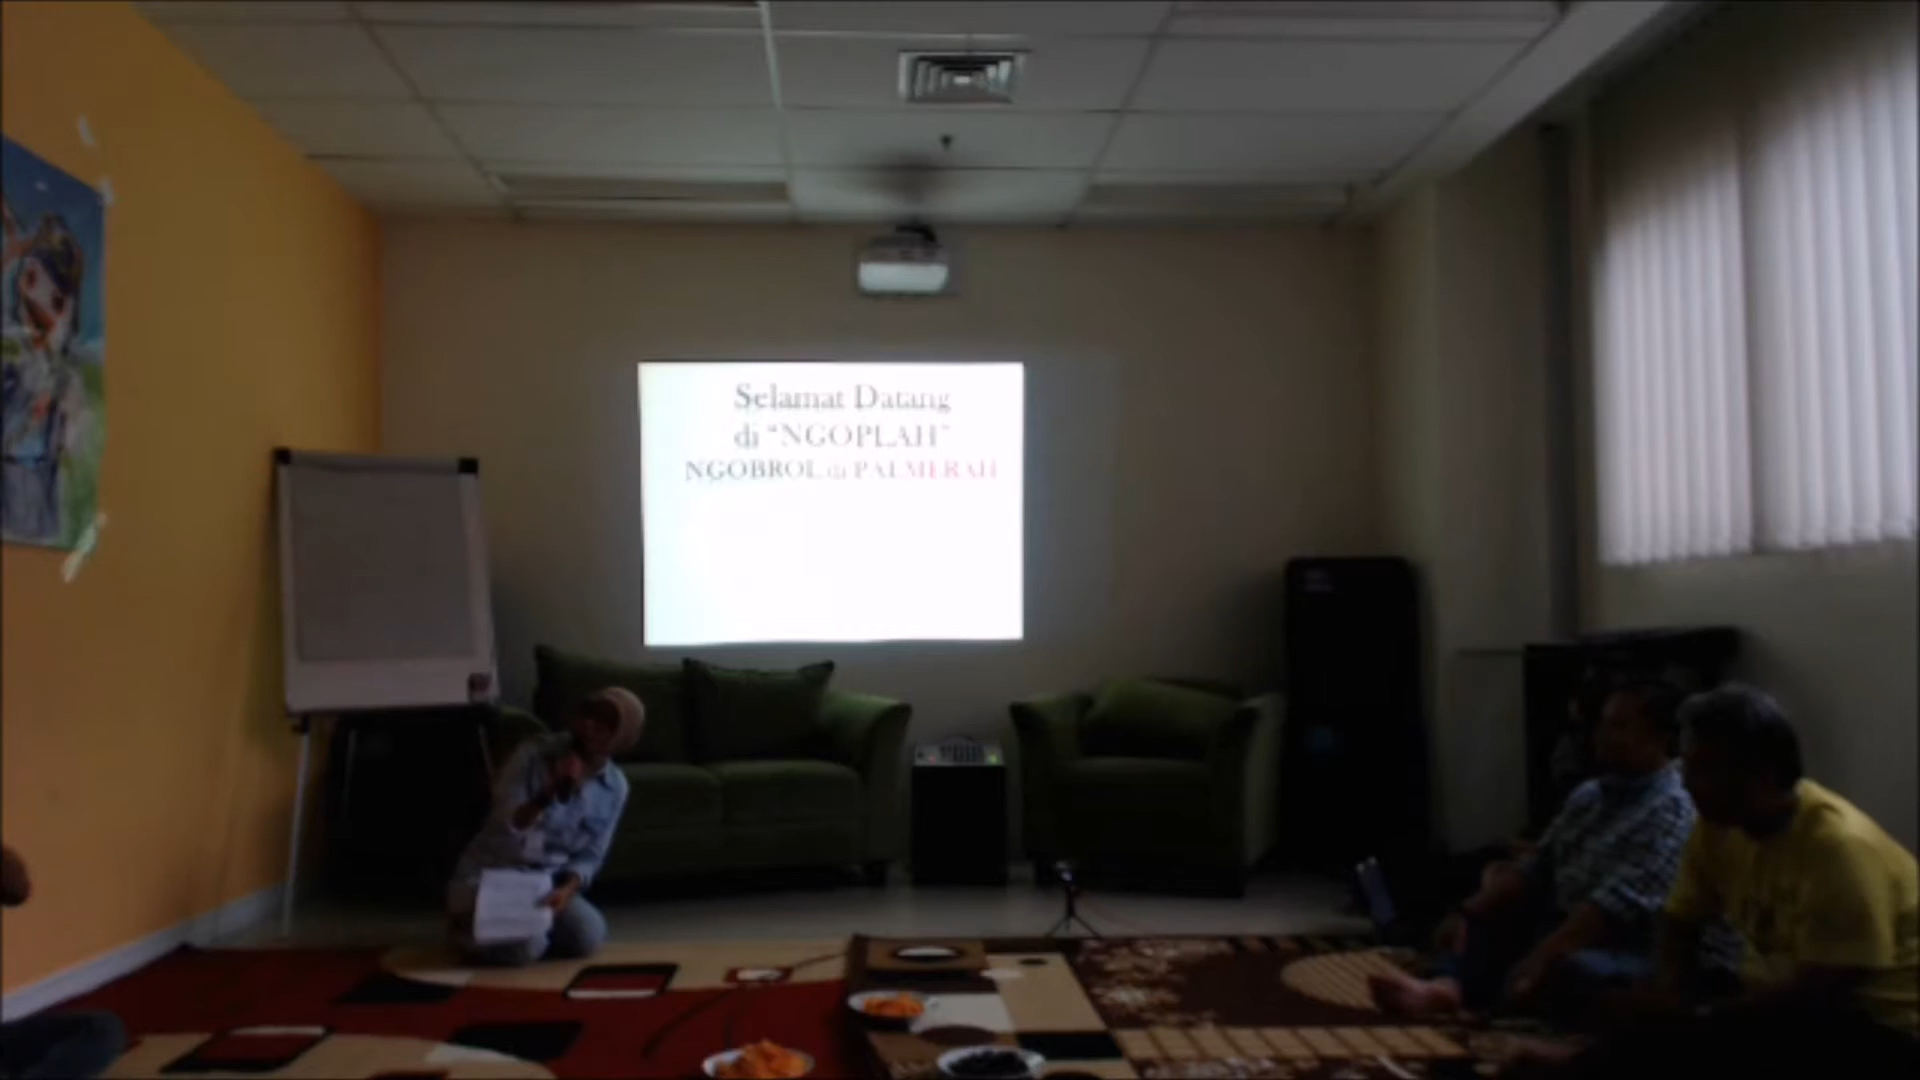 Selamat Datang
di “NGOPLAH”
NGOBROL di PALMERAH